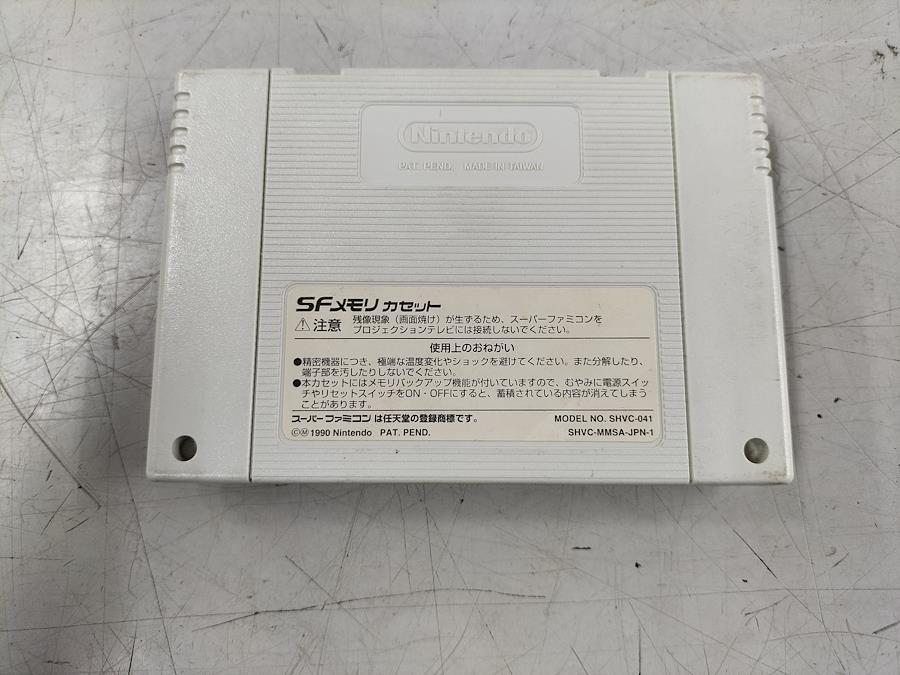 Nintendo
PAT. PEND. MADE IN TAIWAN
SFメモリ カセット
⚠注意 残像現象（画面焼け）が生ずるため、スーパーファミコンを
プロジェクションテレビには接続しないでください。
使用上のおねがい
●精密機器につき、極端な温度変化やショックを避けてください。また分解したり、
端子部を汚したりしないでください。
●本カセットにはメモリバックアップ機能が付いていますので、むやみに電源スイッ
チやリセットスイッチをON・OFFにすると、蓄積されている内容が消えてしまう
ことがあります。
スーパーファミコンは任天堂の登録商標です。 MODEL NO. SHVC-041
©Ⓜ1990 Nintendo PAT. PEND. SHVC-MMSA-JPN-1